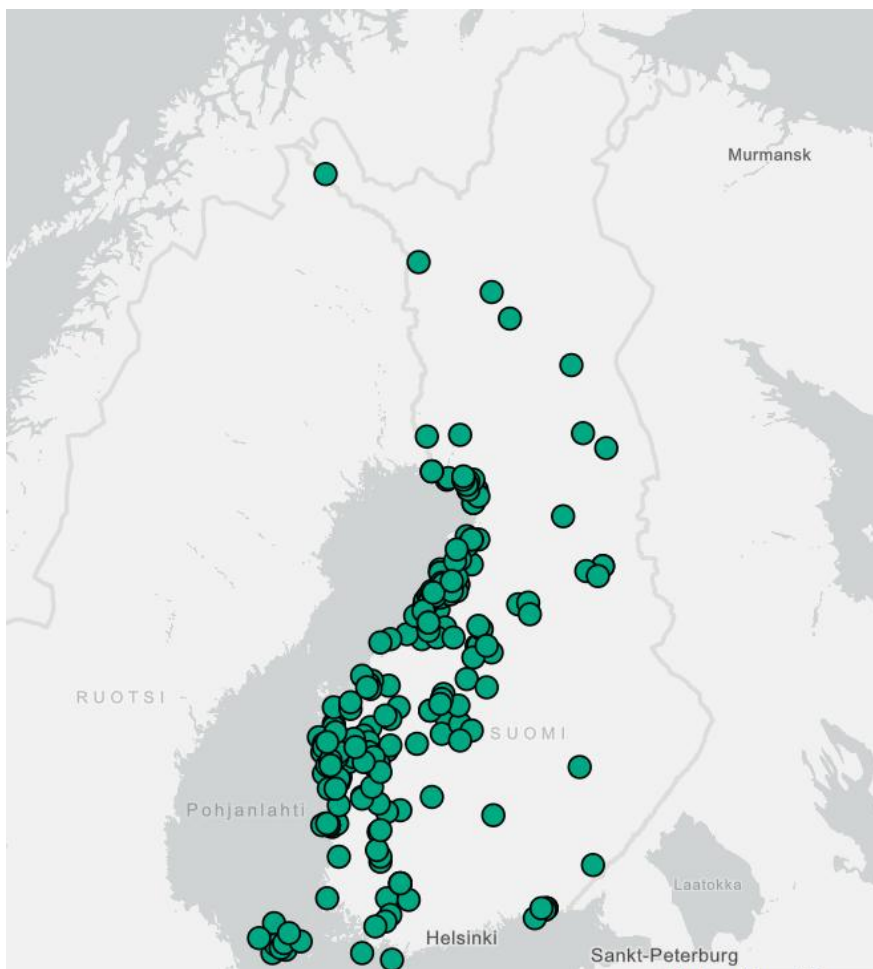 Murmansk
RUOTSI
SUOMI
Pohjanlahti
Laatokka
Helsinki
Sankt-Peterburg